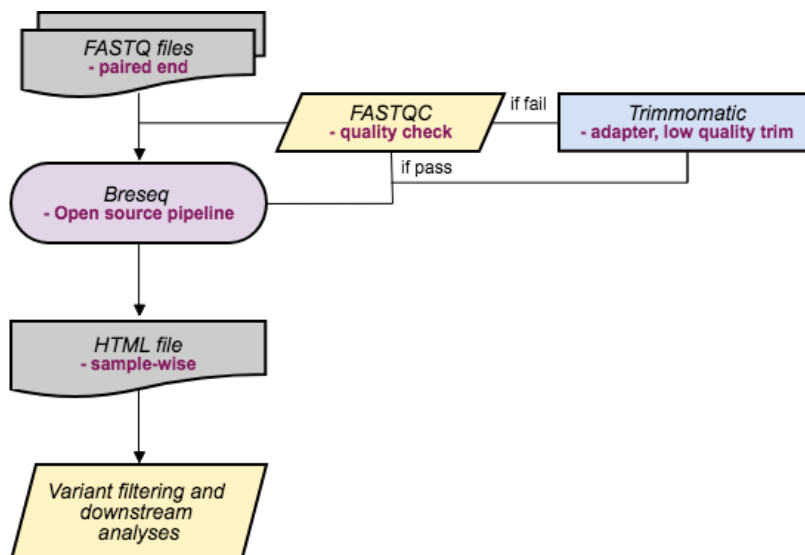 FASTQ files
- paired end
FASTQC
- quality check
if fail
Trimmomatic
- adapter, low quality trim
if pass
Breseq
- Open source pipeline
HTML file
- sample-wise
Variant filtering and
downstream
analyses